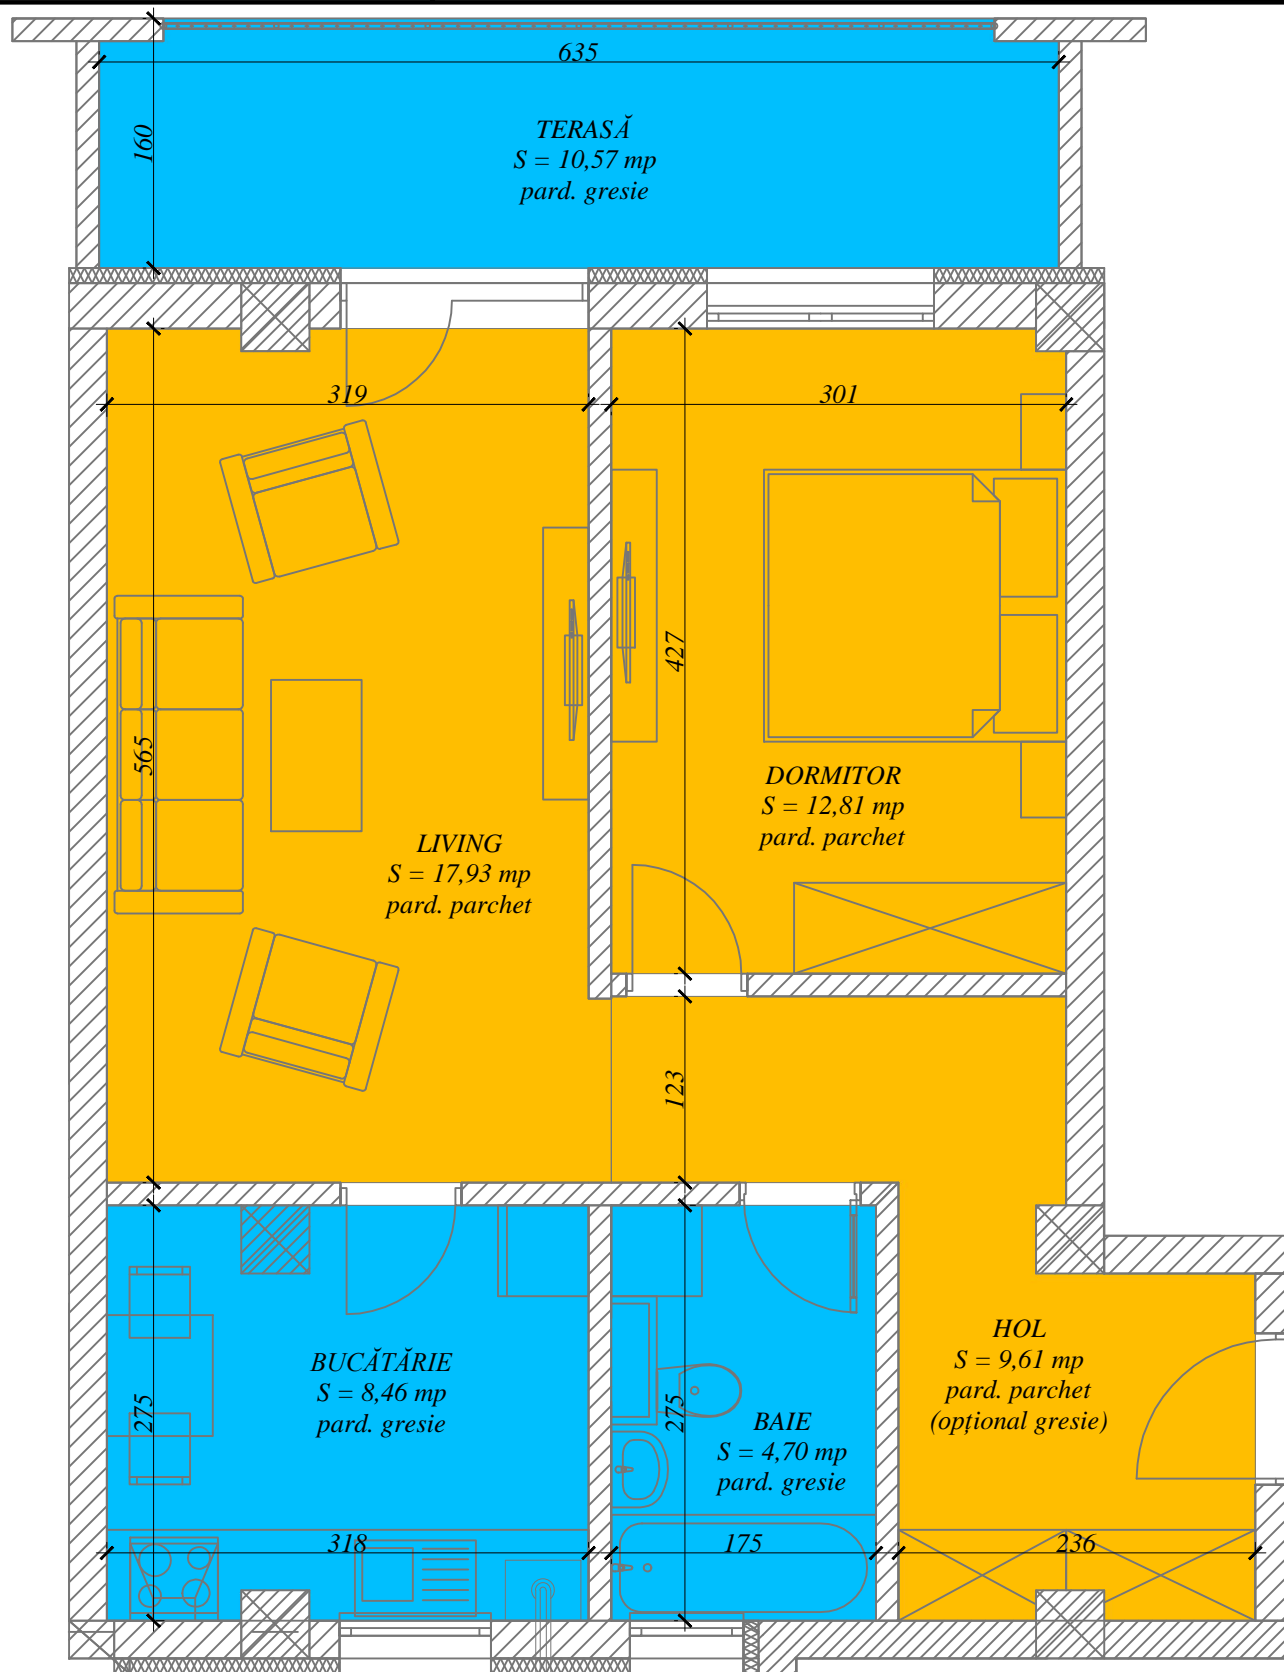 635
160
TERASĂ
S = 10,57 mp
pard. gresie
319
301
427
565
DORMITOR
S = 12,81 mp
pard. parchet
LIVING
S = 17,93 mp
pard. parchet
123
HOL
S = 9,61 mp
pard. parchet
(opțional gresie)
BUCĂTĂRIE
S = 8,46 mp
pard. gresie
275
275
BAIE
S = 4,70 mp
pard. gresie
318
175
236